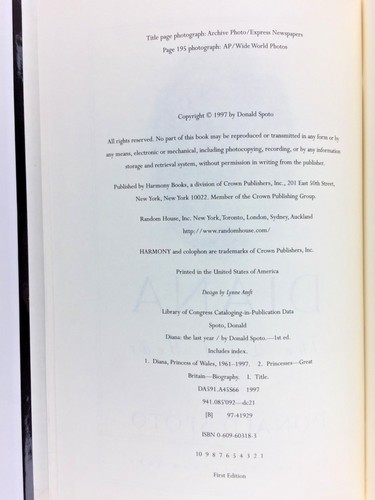 Title page photograph: Archive Photo/Express Newspapers
Page 195 photograph: AP/Wide World Photos
Copyright © 1997 by Donald Spoto
All rights reserved. No part of this book may be reproduced or transmitted in any form or by
any means, electronic or mechanical, including photocopying, recording, or by any information
storage and retrieval system, without permission in writing from the publisher.
Published by Harmony Books, a division of Crown Publishers, Inc., 201 East 50th Street,
New York, New York 10022. Member of the Crown Publishing Group.
Random House, Inc. New York, Toronto, London, Sydney, Auckland
http://www.randomhouse.com/
HARMONY and colophon are trademarks of Crown Publishers, Inc.
Printed in the United States of America
Design by Lynne Amft
Library of Congress Cataloging-in-Publication Data
Spoto, Donald
Diana: the last year / by Donald Spoto.—1st ed.
Includes index.
1. Diana, Princess of Wales, 1961–1997. 2. Princesses—Great
Britain—Biography. I. Title.
DA591.A45S66 1997
941.085'092—dc21
[B] 97-41929
ISBN 0-609-60318-3
10 9 8 7 6 5 4 3 2 1
First Edition